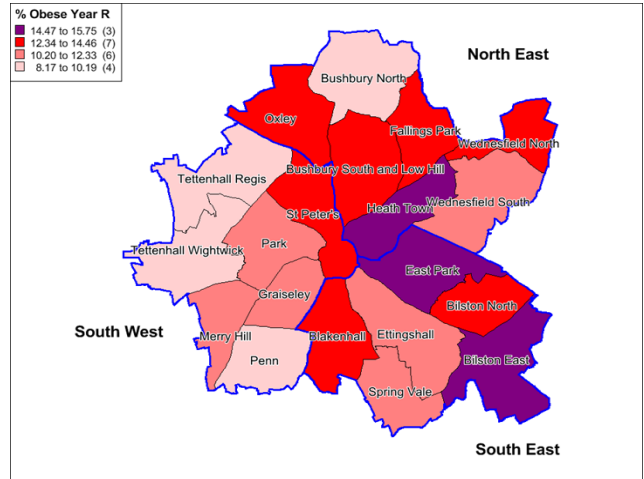 % Obese Year R
14.47 to 15.75 (3)
12.34 to 14.46 (7)
10.20 to 12.33 (6)
8.17 to 10.19 (4)
North East
Bushbury North
Oxley
Fallings Park
Wednesfield North
Bushbury South and Low Hill
Tettenhall Regis
Heath Town
Wednesfield South
St Peter's
Park
Tettenhall Wightwick
East Park
Graiseley
Bilston North
South West
Merry Hill
Blakenhall
Ettingshall
Penn
Bilston East
Spring Vale
South East